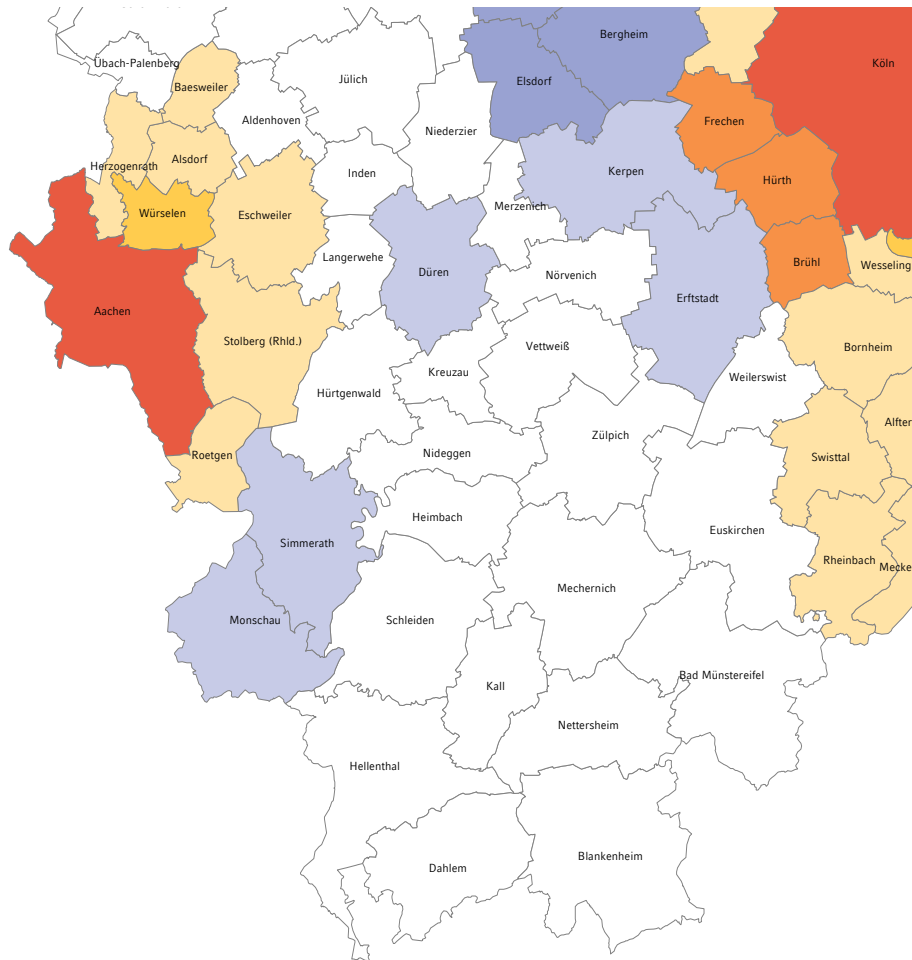 Bergheim
Köln
Übach-Palenberg
Jülich
Elsdorf
Baesweiler
Aldenhoven
Frechen
Niederzier
Herzogenrath
Alsdorf
Inden
Kerpen
Hürth
Würselen
Eschweiler
Merzenich
Langerwehe
Düren
Nörvenich
Brühl
Wesseling
Erftstadt
Aachen
Stolberg (Rhld.)
Vettweiß
Bornheim
Kreuzau
Weilerswist
Hürtgenwald
Alfter
Zülpich
Roetgen
Nideggen
Swisttal
Heimbach
Euskirchen
Simmerath
Rheinbach
Mecke
Mechernich
Monschau
Schleiden
Bad Münstereifel
Kall
Nettersheim
Hellenthal
Blankenheim
Dahlem